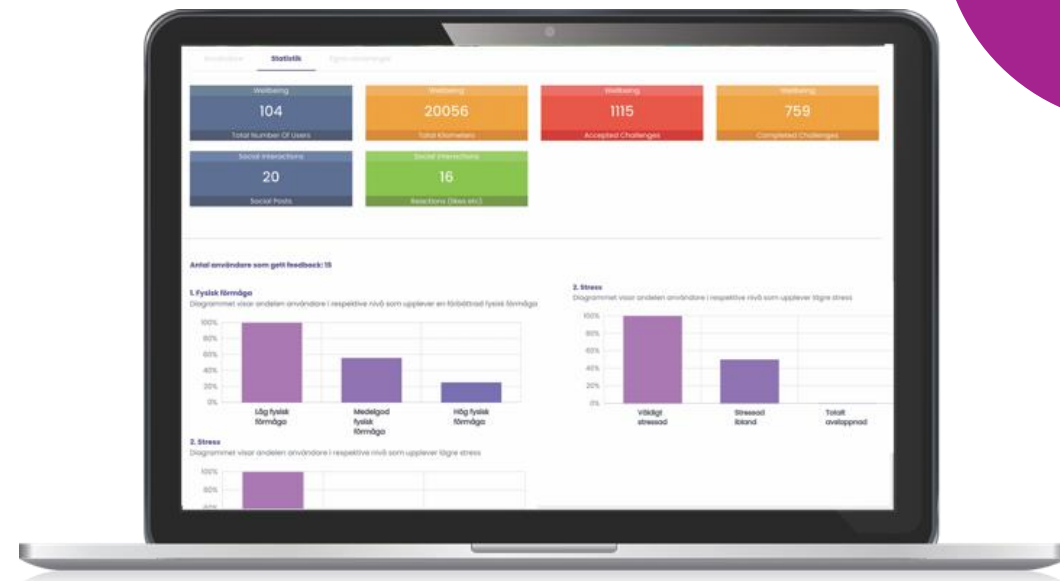 Användare Statistik
Wellbeing
104
Total Number Of Users
Wellbeing
20056
Total Kilometers
Wellbeing
1115
Accepted Challenges
Wellbeing
759
Completed Challenges
Social Interactions
20
Social Posts
Social Interactions
16
Reactions (likes etc)
Antal användare som gett feedback: 15
1. Fysisk förmåga
Diagrammet visar andelen användare i respektive nivå som upplever en förbättrad fysisk förmåga
100%
80%
60%
40%
20%
0%
Låg fysisk
förmåga
Medelgod
fysisk
förmåga
Hög fysisk
förmåga
2. Stress
Diagrammet visar andelen användare i respektive nivå som upplever lägre stress
100%
80%
60%
40%
20%
0%
Väldigt
stressad
Stressad
ibland
Totalt
avslappnad
2. Stress
Diagrammet visar andelen användare i respektive nivå som upplever lägre stress
100%
80%
60%